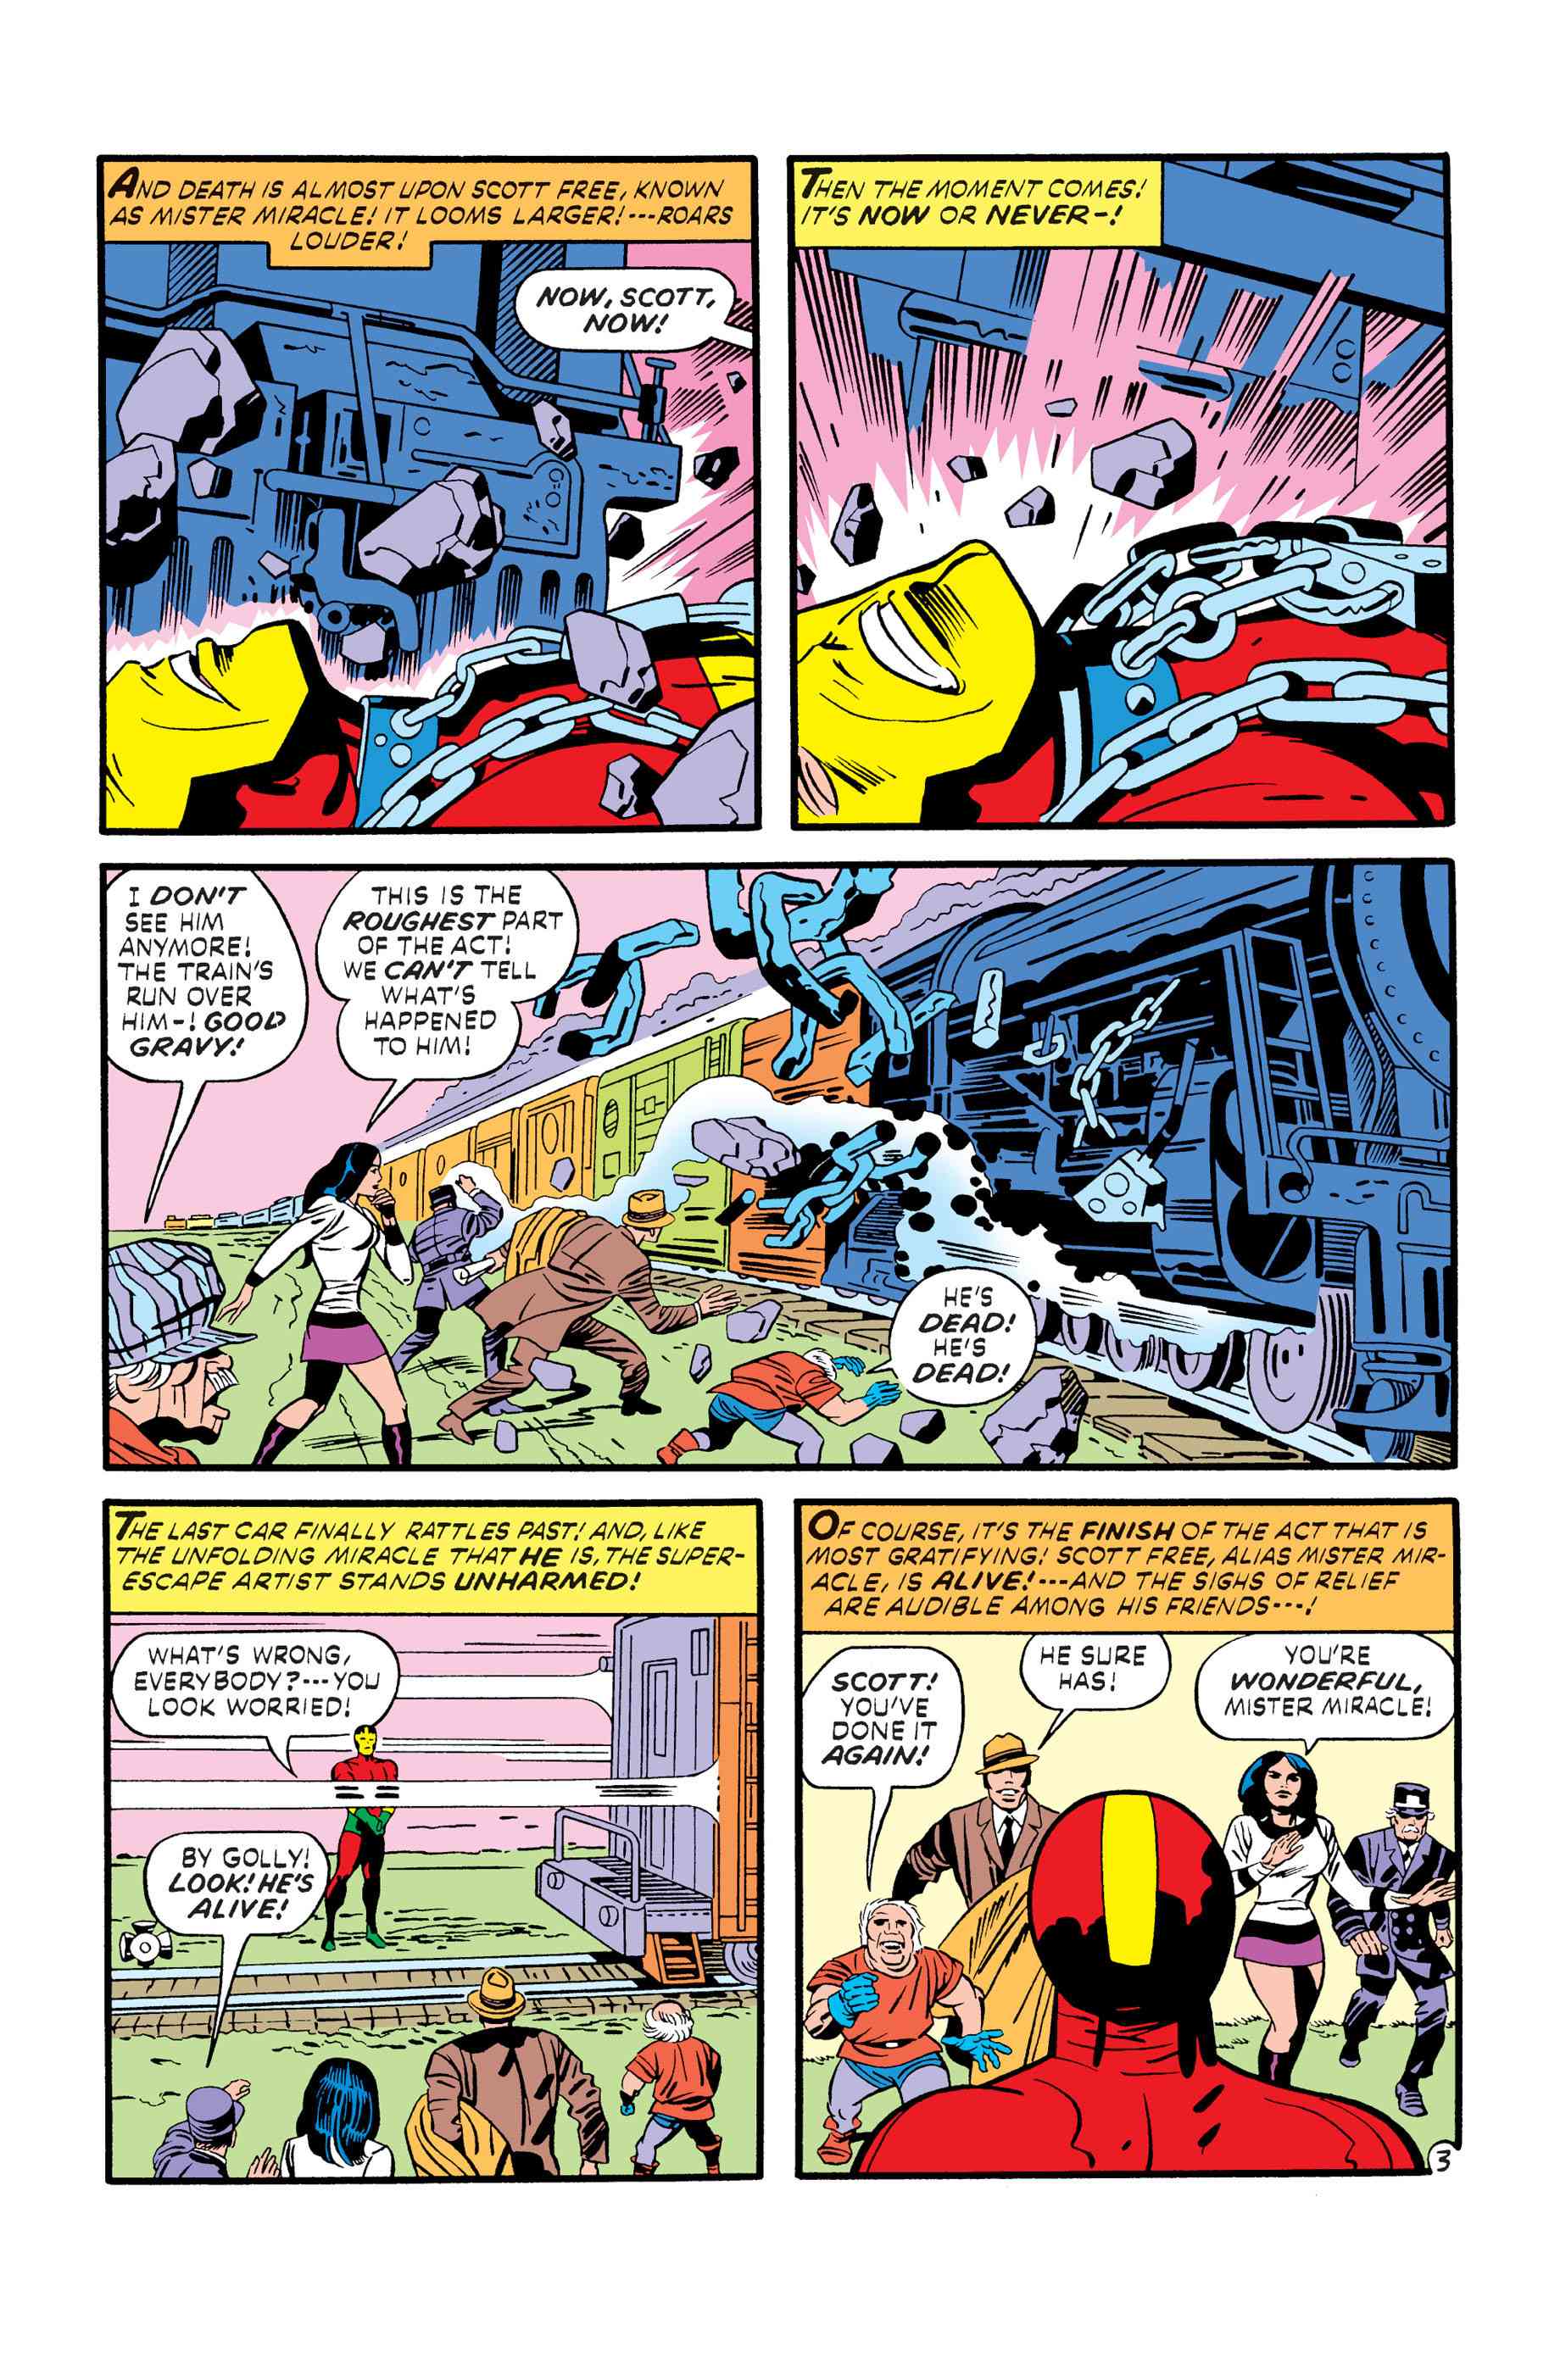 AND DEATH IS ALMOST UPON SCOTT FREE, KNOWN
AS MISTER MIRACLE! IT LOOMS LARGER!---ROARS
LOUDER!
NOW, SCOTT,
NOW!
THEN THE MOMENT COMES!
IT'S NOW OR NEVER-!
I DON'T
SEE HIM
ANYMORE!
THE TRAIN'S
RUN OVER
HIM-! GOOD
GRAVY!
THIS IS THE
ROUGHEST PART
OF THE ACT!
WE CAN'T TELL
WHAT'S
HAPPENED
TO HIM!
HE'S
DEAD!
HE'S
DEAD!
THE LAST CAR FINALLY RATTLES PAST! AND, LIKE
THE UNFOLDING MIRACLE THAT HE IS, THE SUPER-
ESCAPE ARTIST STANDS UNHARMED!
WHAT'S WRONG,
EVERYBODY?---YOU
LOOK WORRIED!
BY GOLLY!
LOOK! HE'S
ALIVE!
OF COURSE, IT'S THE FINISH OF THE ACT THAT IS
MOST GRATIFYING! SCOTT FREE, ALIAS MISTER MIR-
ACLE, IS ALIVE!---AND THE SIGHS OF RELIEF
ARE AUDIBLE AMONG HIS FRIENDS---!
SCOTT!
YOU'VE
DONE IT
AGAIN!
HE SURE
HAS!
YOU'RE
WONDERFUL,
MISTER MIRACLE!
3